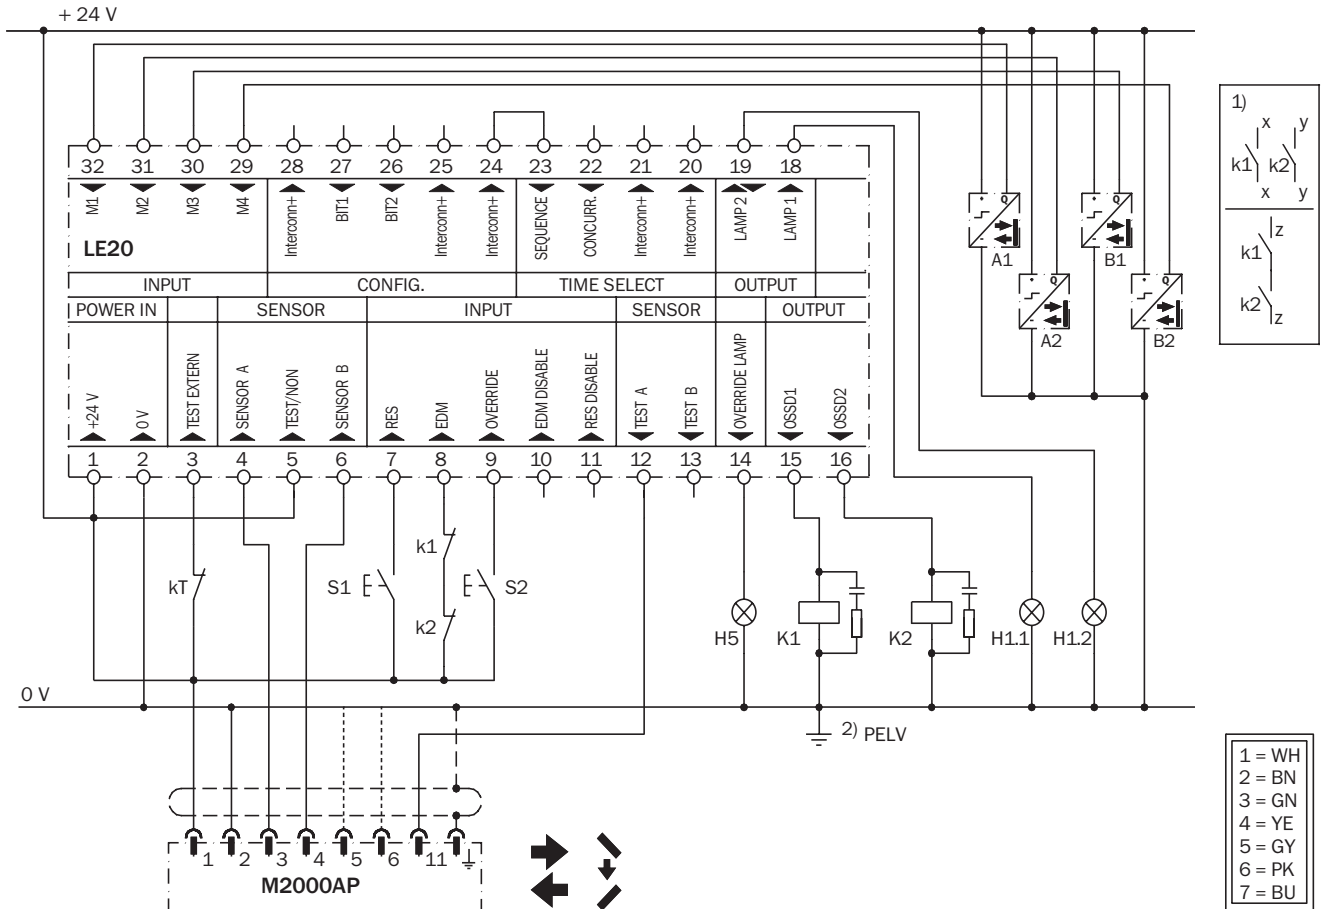 + 24 V
32 31 30 29 28 27 26 25 24 23 22 21 20 19 18
M1 M2 M3 M4 Interconn+ BIT1 BIT2 Interconn+ Interconn+ SEQUENCE CONCURR. Interconn+ Interconn+ LAMP 2 LAMP 1
LE20
INPUT CONFIG. TIME SELECT OUTPUT
POWER IN SENSOR INPUT SENSOR OUTPUT
+24 V 0 V TEST EXTERN SENSOR A TEST/NON SENSOR B RES EDM OVERRIDE EDM DISABLE RES DISABLE TEST A TEST B OVERRIDE LAMP OSSD1 OSSD2
1 2 3 4 5 6 7 8 9 10 11 12 13 14 15 16
+ Q
-
A1
+ Q
-
B1
+ Q
-
A2
+ Q
-
B2
1)
x y
k1 k2
x y
z
k1
k2
z
kT S1 k1 k2 S2
H5 K1 K2 H1.1 H1.2
0 V
2) PELV
1 2 3 4 5 6 11
M2000AP
1 = WH
2 = BN
3 = GN
4 = YE
5 = GY
6 = PK
7 = BU